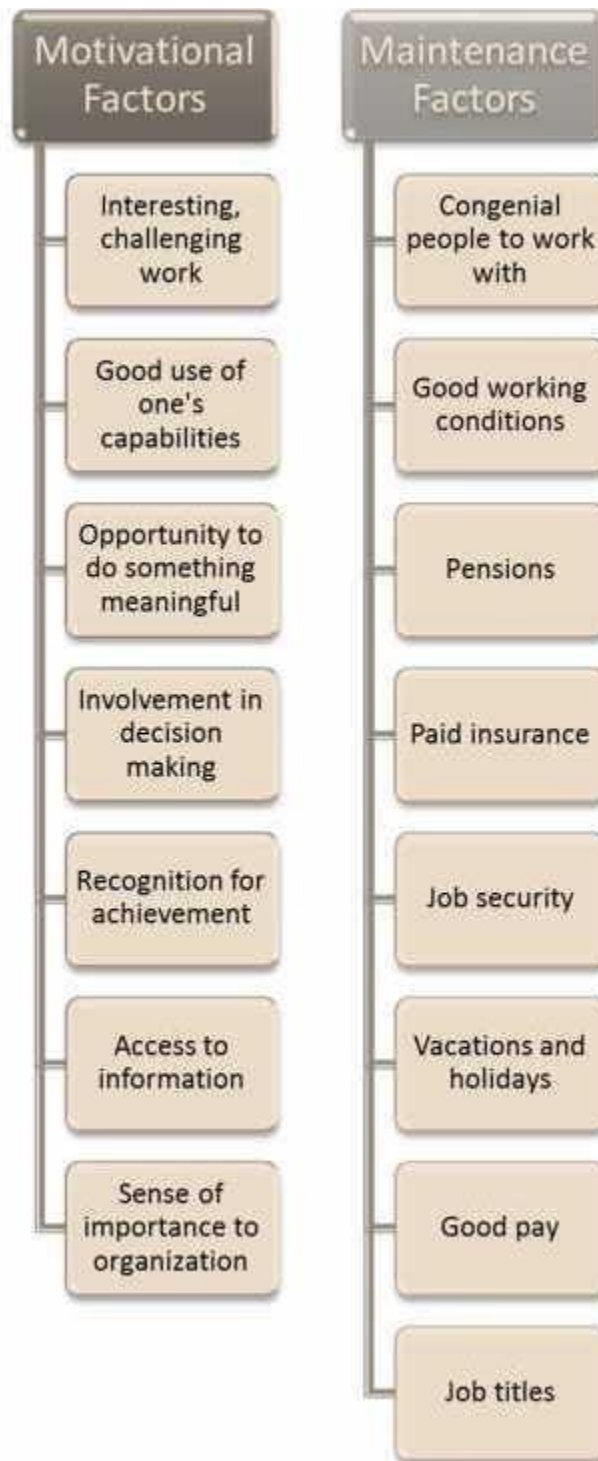 Motivational
Factors
Interesting,
challenging
work
Good use of
one's
capabilities
Opportunity to
do something
meaningful
Involvement in
decision
making
Recognition for
achievement
Access to
information
Sense of
importance to
organization
Maintenance
Factors
Congenial
people to work
with
Good working
conditions
Pensions
Paid insurance
Job security
Vacations and
holidays
Good pay
Job titles